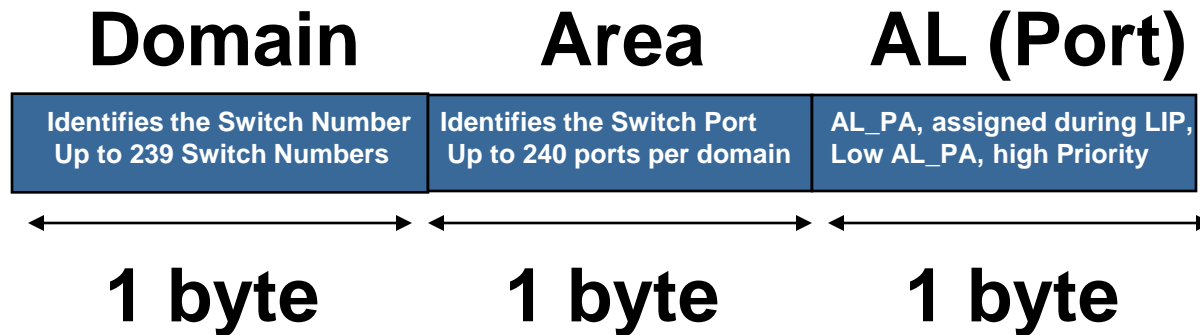 Domain Area AL (Port)
Identifies the Switch Number
Up to 239 Switch Numbers
Identifies the Switch Port
Up to 240 ports per domain
AL_PA, assigned during LIP,
Low AL_PA, high Priority
1 byte 1 byte 1 byte